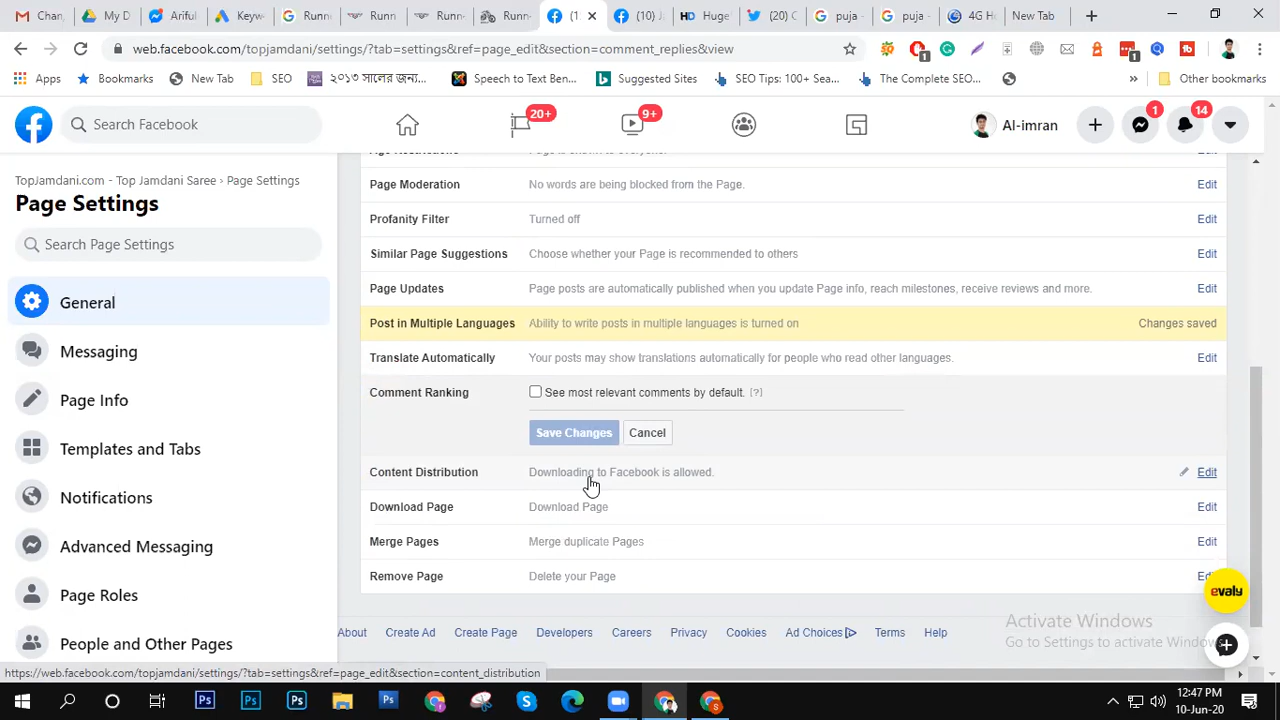 Chan
My D
Ariful
Keyw
Runn
Runn
Runn
Runn
(1
(10) J
Huge
(20) C
puja -
puja -
4G H
New Tab
web.facebook.com/topjamdani/settings/?tab=settings&ref=page_edit&section=comment_replies&view
Apps
Bookmarks
New Tab
SEO
২০১৩ সালের জন্য...
Speech to Text Ben...
Suggested Sites
SEO Tips: 100+ Sea...
The Complete SEO...
Other bookmarks
Search Facebook
20+
9+
Al-imran
1
14
TopJamdani.com - Top Jamdani Saree › Page Settings
Page Settings
Search Page Settings
General
Messaging
Page Info
Templates and Tabs
Notifications
Advanced Messaging
Page Roles
People and Other Pages
Page Moderation No words are being blocked from the Page. Edit
Profanity Filter Turned off Edit
Similar Page Suggestions Choose whether your Page is recommended to others Edit
Page Updates Page posts are automatically published when you update Page info, reach milestones, receive reviews and more. Edit
Post in Multiple Languages Ability to write posts in multiple languages is turned on Changes saved
Translate Automatically Your posts may show translations automatically for people who read other languages. Edit
Comment Ranking See most relevant comments by default. [?]
Save Changes Cancel
Content Distribution Downloading to Facebook is allowed. Edit
Download Page Download Page Edit
Merge Pages Merge duplicate Pages Edit
Remove Page Delete your Page
evaly
About Create Ad Create Page Developers Careers Privacy Cookies Ad Choices Terms Help
Activate Windows
Go to Settings to activate Windows
https://web.facebook.com/topjamdani/settings/?tab=settings&ref=page_edit&section=content_distribution
12:47 PM
10-Jun-20